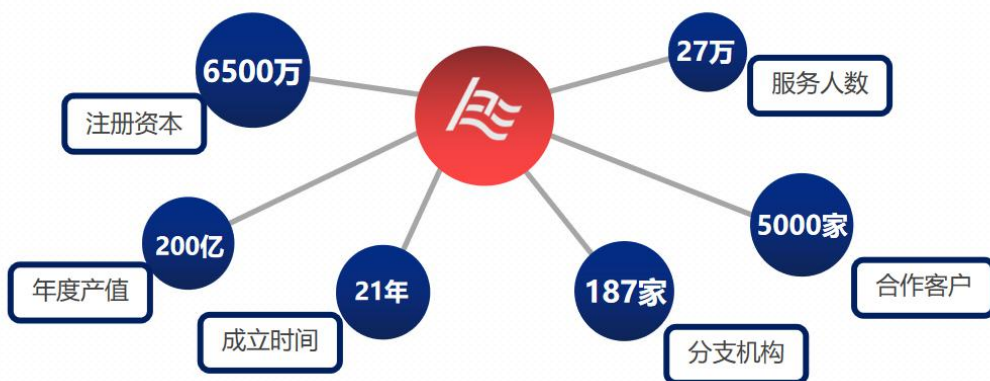 6500万
注册资本
27万
服务人数
200亿
年度产值
21年
成立时间
187家
分支机构
5000家
合作客户